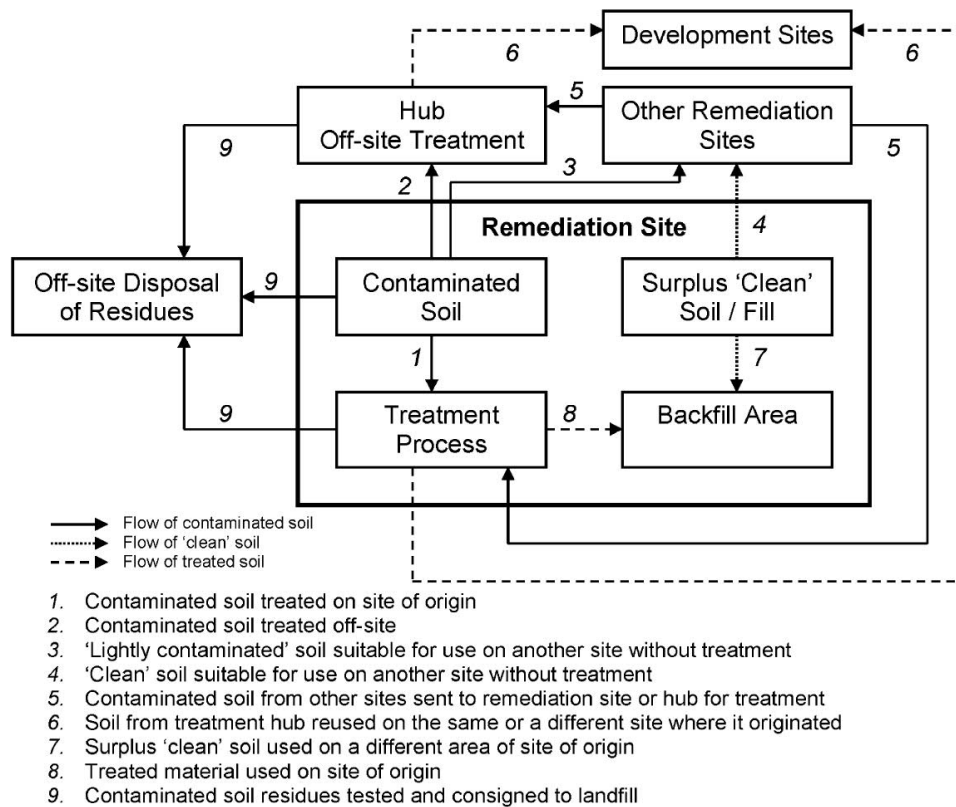 6
Development Sites
6
Hub
Off-site Treatment
5
Other Remediation
Sites
5
9
2
3
Remediation Site
4
Off-site Disposal
of Residues
9
Contaminated
Soil
Surplus ‘Clean’
Soil / Fill
1
7
9
Treatment
Process
8
Backfill Area
Flow of contaminated soil
Flow of ‘clean’ soil
Flow of treated soil
1. Contaminated soil treated on site of origin
2. Contaminated soil treated off-site
3. ‘Lightly contaminated’ soil suitable for use on another site without treatment
4. ‘Clean’ soil suitable for use on another site without treatment
5. Contaminated soil from other sites sent to remediation site or hub for treatment
6. Soil from treatment hub reused on the same or a different site where it originated
7. Surplus ‘clean’ soil used on a different area of site of origin
8. Treated material used on site of origin
9. Contaminated soil residues tested and consigned to landfill